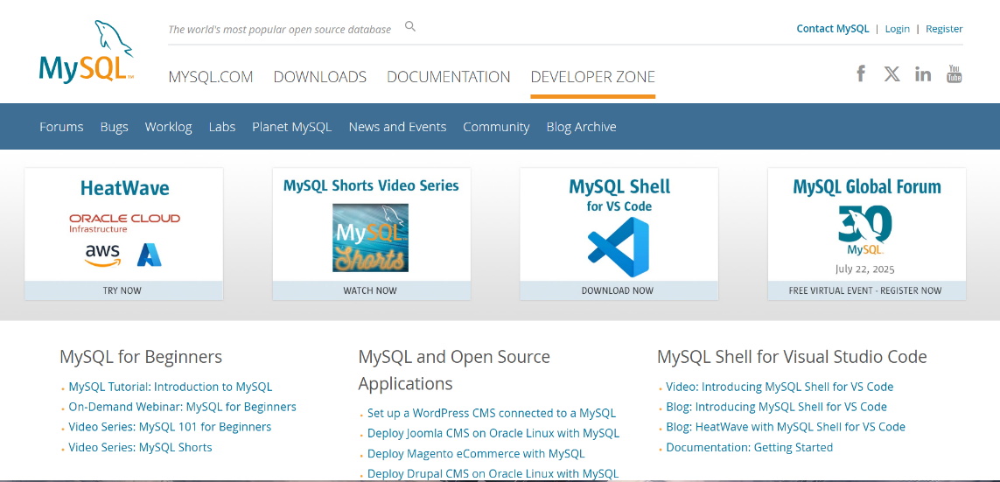 The world's most popular open source database
Contact MySQL | Login | Register
MySQL™
MYSQL.COM DOWNLOADS DOCUMENTATION DEVELOPER ZONE
f X in You Tube
Forums Bugs Worklog Labs Planet MySQL News and Events Community Blog Archive
HeatWave
ORACLE CLOUD
Infrastructure
aws
TRY NOW
MySQL Shorts Video Series
MySQL
Shorts
WATCH NOW
MySQL Shell
for VS Code
DOWNLOAD NOW
MySQL Global Forum
30
MySQL
July 22, 2025
FREE VIRTUAL EVENT - REGISTER NOW
MySQL for Beginners
MySQL Tutorial: Introduction to MySQL
On-Demand Webinar: MySQL for Beginners
Video Series: MySQL 101 for Beginners
Video Series: MySQL Shorts
MySQL and Open Source
Applications
Set up a WordPress CMS connected to a MySQL
Deploy Joomla CMS on Oracle Linux with MySQL
Deploy Magento eCommerce with MySQL
Deploy Drupal CMS on Oracle Linux with MySQL
MySQL Shell for Visual Studio Code
Video: Introducing MySQL Shell for VS Code
Blog: Introducing MySQL Shell for VS Code
Blog: HeatWave with MySQL Shell for VS Code
Documentation: Getting Started